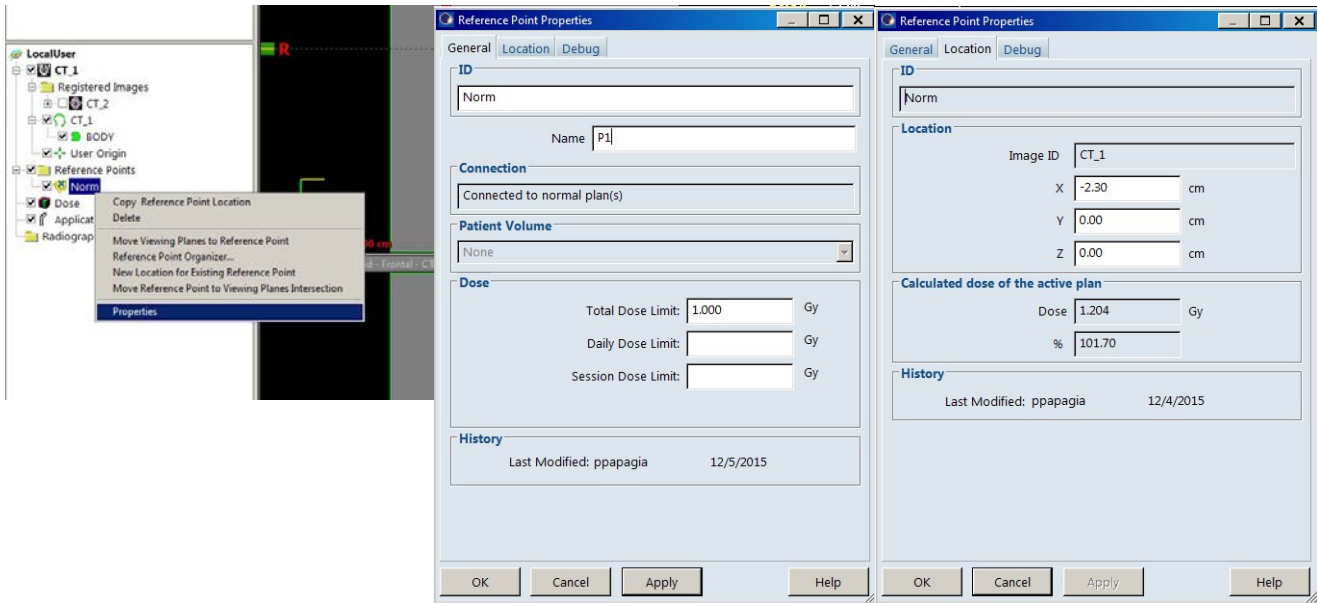 LocalUser
CT_1
Registered Images
CT_2
CT_1
BODY
User Origin
Reference Points
Norm
Dose
Applicat
Radiograp
R
Copy Reference Point Location
Delete
Move Viewing Planes to Reference Point
Reference Point Organizer...
New Location for Existing Reference Point
Move Reference Point to Viewing Planes Intersection
Properties
cm
d - Frontal - CT
Reference Point Properties
General Location Debug
ID
Norm
Name P1
Connection
Connected to normal plan(s)
Patient Volume
None
Dose
Total Dose Limit: 1.000 Gy
Daily Dose Limit: Gy
Session Dose Limit: Gy
History
Last Modified: ppapagia 12/5/2015
OK Cancel Apply Help
Reference Point Properties
General Location Debug
ID
Norm
Location
Image ID CT_1
X -2.30 cm
Y 0.00 cm
Z 0.00 cm
Calculated dose of the active plan
Dose 1.204 Gy
% 101.70
History
Last Modified: ppapagia 12/4/2015
OK Cancel Apply Help